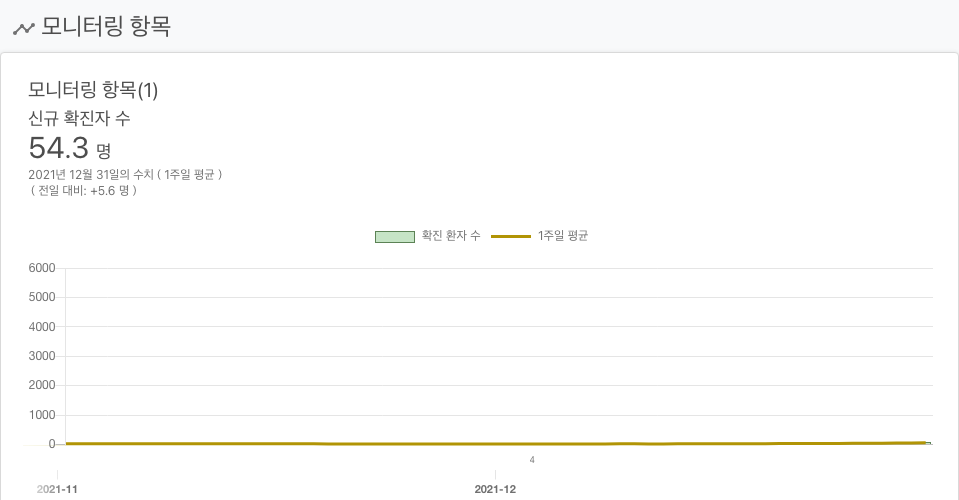 모니터링 항목
모니터링 항목(1)
신규 확진자 수
54.3 명
2021년 12월 31일의 수치 ( 1주일 평균 )
( 전일 대비: +5.6 명 )
확진 환자 수 1주일 평균
6000
5000
4000
3000
2000
1000
0
4
2021-11 2021-12